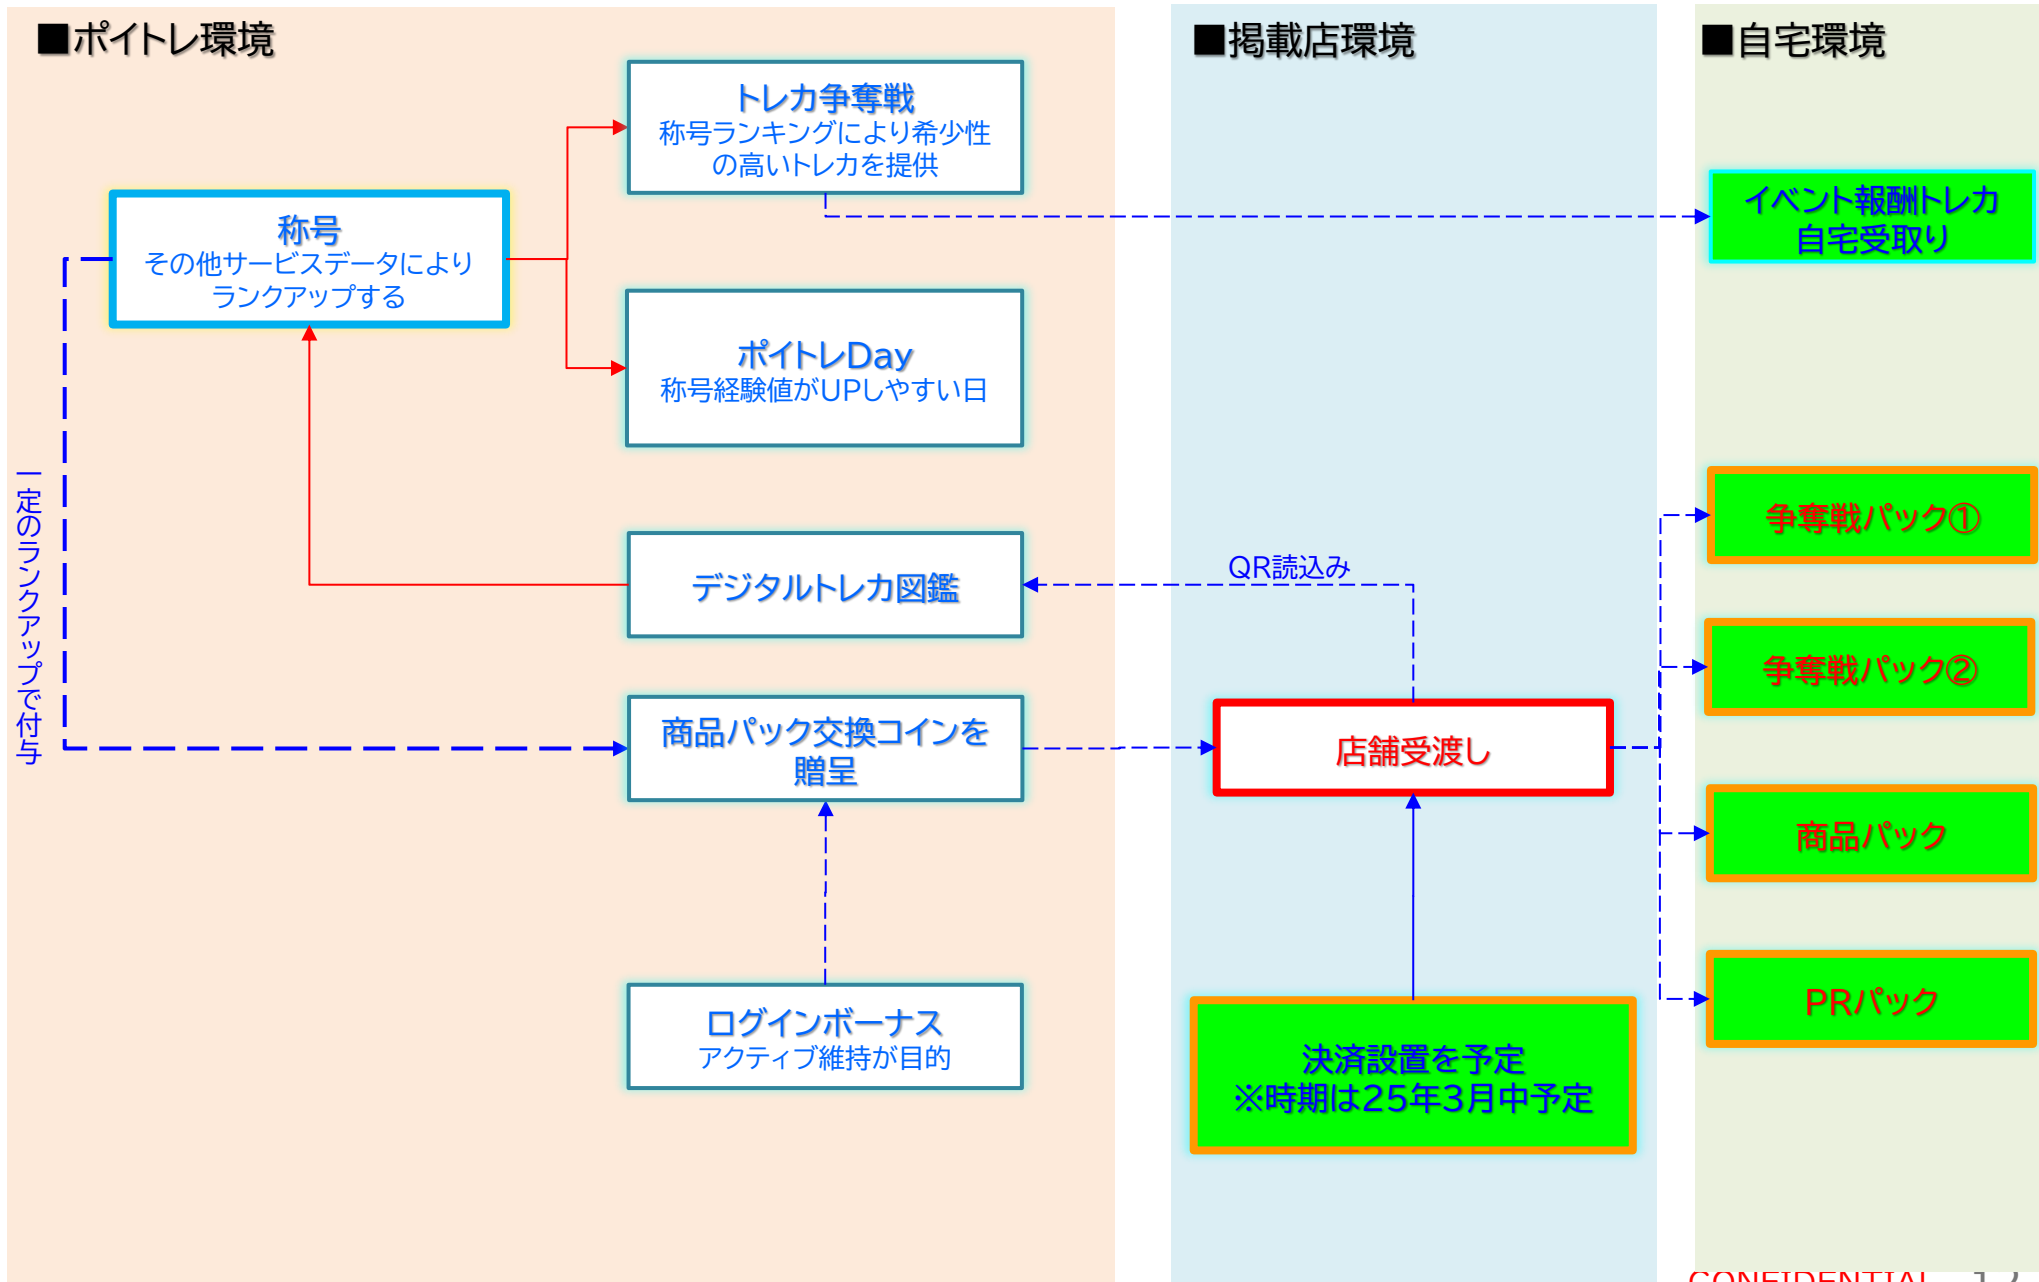 ■ポイトレ環境
■掲載店環境
■自宅環境
トレカ争奪戦
称号ランキングにより希少性
の高いトレカを提供
称号
その他サービスデータにより
ランクアップする
イベント報酬トレカ
自宅受取り
ポイトレDay
称号経験値がUPしやすい日
一定のランクアップで付与
争奪戦パック①
QR読込み
デジタルトレカ図鑑
争奪戦パック②
商品パック交換コインを
贈呈
店舗受渡し
商品パック
ログインボーナス
アクティブ維持が目的
PRパック
決済設置を予定
※時期は25年3月中予定
CONFIDENTIAL